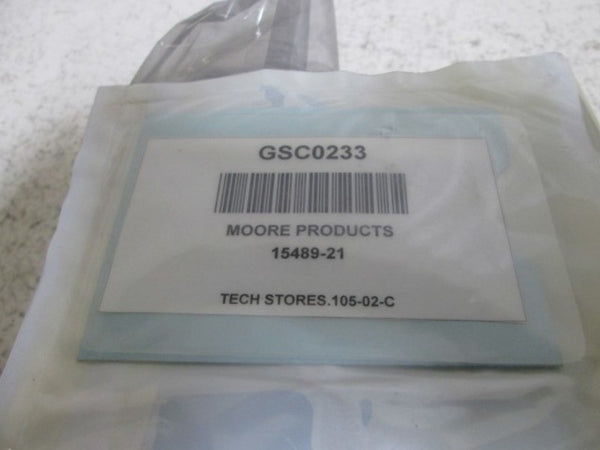 GSC0233
MOORE PRODUCTS
15489-21
TECH STORES.105-02-C